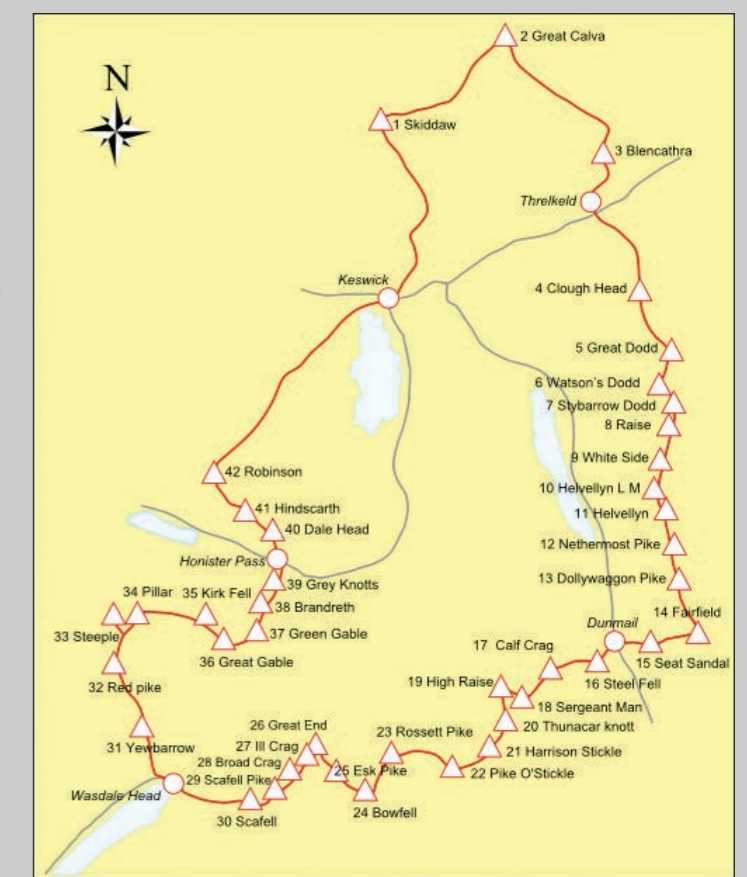 N
2 Great Calva
1 Skiddaw
3 Blencathra
Threlkeld
Keswick
4 Clough Head
5 Great Dodd
6 Watson's Dodd
7 Stybarrow Dodd
8 Raise
9 White Side
42 Robinson
10 Helvellyn L M
41 Hindscarth
11 Helvellyn
40 Dale Head
12 Nethermost Pike
Honister Pass
13 Dollywaggon Pike
39 Grey Knotts
34 Pillar
35 Kirk Fell
38 Brandreth
14 Fairfield
Dunmail
33 Steeple
37 Green Gable
17 Calf Crag
36 Great Gable
15 Seat Sandal
16 Steel Fell
32 Red pike
19 High Raise
18 Sergeant Man
26 Great End
20 Thunacar knott
31 Yewbarrow
27 Ill Crag
23 Rossett Pike
21 Harrison Stickle
28 Broad Crag
25 Esk Pike
22 Pike O'Stickle
29 Scafell Pike
Wasdale Head
24 Bowfell
30 Scafell